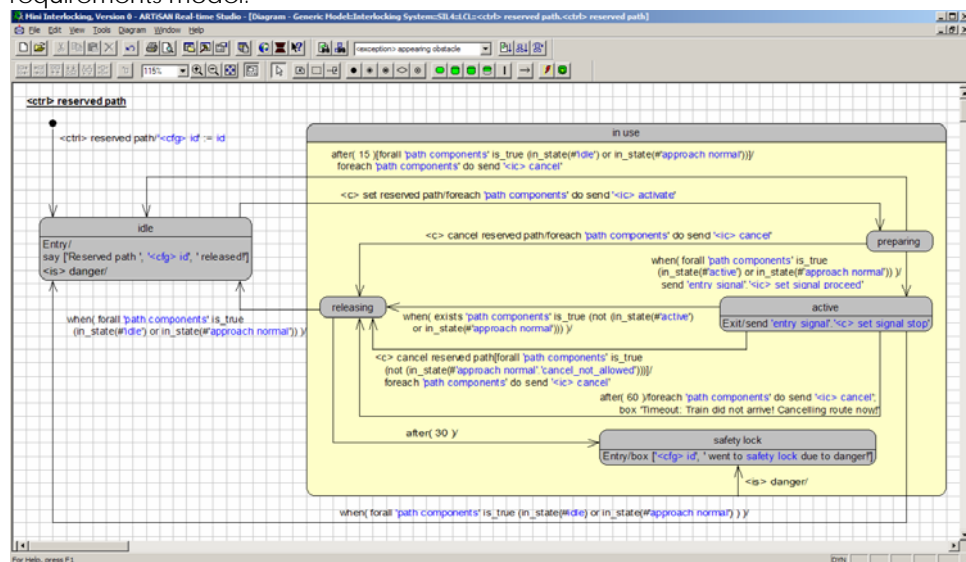 requirements model.
Mini Interlocking, Version 0 - ARTiSAN Real-time Studio - [Diagram - Generic Model:Interlocking System::SIL4::LCL::<ctrl> reserved path.<ctrl> reserved path]
File Edit View Tools Diagram Window Help
<exception> appearing obstacle
115%
<ctrl> reserved path
<ctrl> reserved path/'<cfg> id' := id
in use
after( 15 )[forall 'path components' is_true (in_state(#'idle') or in_state(#'approach normal'))]/
foreach 'path components' do send '<ic> cancel'
<c> set reserved path/foreach 'path components' do send '<ic> activate'
idle
Entry/
say ['Reserved path ', '<cfg> id', ' released!']
<is> danger/
<c> cancel reserved path/foreach 'path components' do send '<ic> cancel'
preparing
when( forall 'path components' is_true
(in_state(#'active') or in_state(#'approach normal')) )/
send 'entry signal'.'<c> set signal proceed'
releasing
active
Exit/send 'entry signal'.'<c> set signal stop'
when( exists 'path components' is_true (not (in_state(#'active')
or in_state(#'approach normal'))) )/
when( forall 'path components' is_true
(in_state(#'idle') or in_state(#'approach normal')) )/
<c> cancel reserved path[forall 'path components' is_true
(not (in_state(#'approach normal'.'cancel_not_allowed')))]/
foreach 'path components' do send '<ic> cancel'
after( 60 )/foreach 'path components' do send '<ic> cancel';
box 'Timeout: Train did not arrive! Cancelling route now!'
after( 30 )/
safety lock
Entry/box ['<cfg> id', ' went to safety lock due to danger!']
<is> danger/
when( forall 'path components' is_true (in_state(#idle) or in_state(#'approach normal') ) )/
For Help, press F1